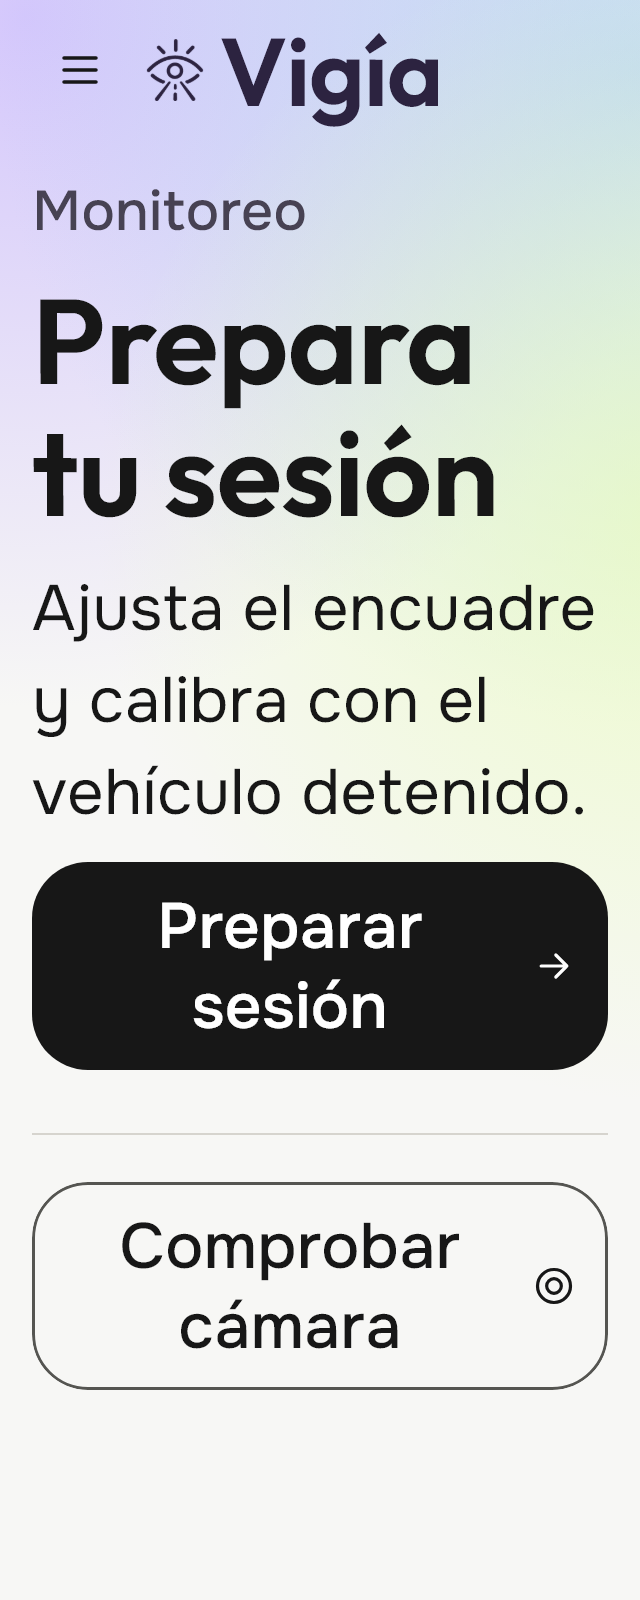 Vigía
Monitoreo
Prepara
tu sesión
Ajusta el encuadre
y calibra con el
vehículo detenido.
Preparar
sesión
Comprobar
cámara